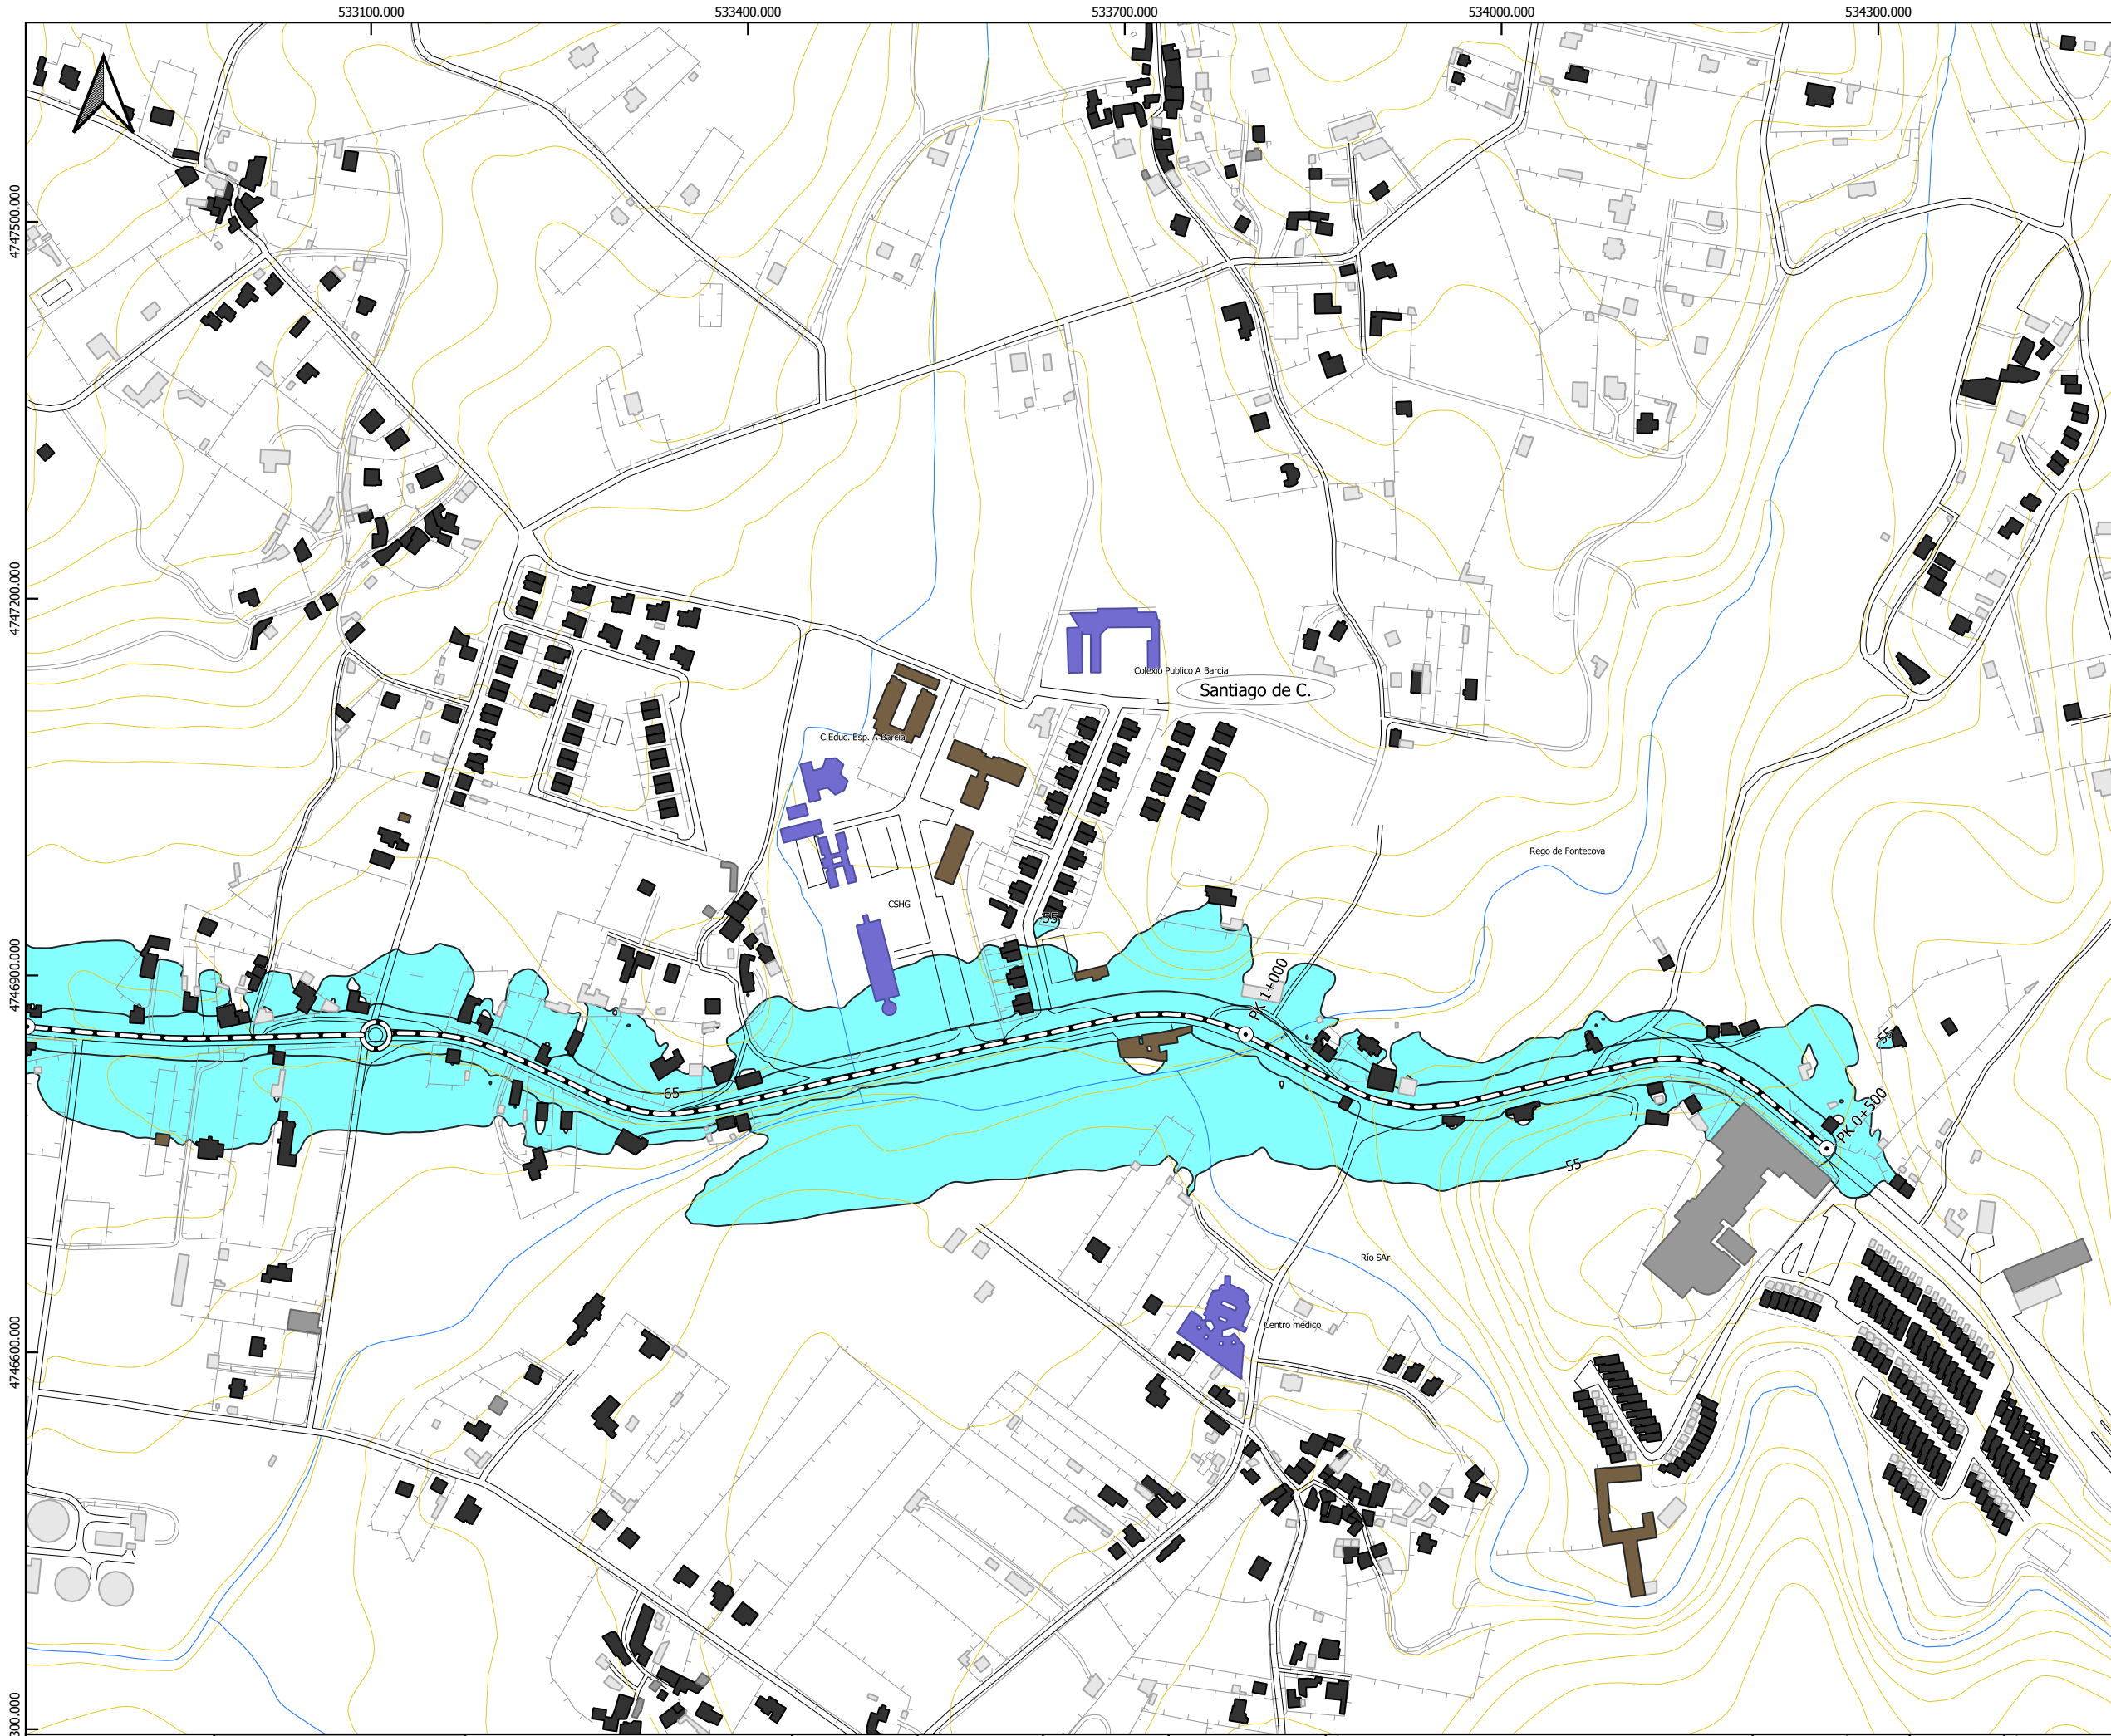 533100.000
533400.000
533700.000
534000.000
534300.000
4747500.000
4747200.000
Colexio Publico A Barcia
Santiago de C.
C.Educ. Esp. A Barcia
Rego de Fontecova
CSHG
55
4746900.000
PK 1+000
55
65
PK 0+500
55
Río SAr
Centro médico
4746600.000
300.000